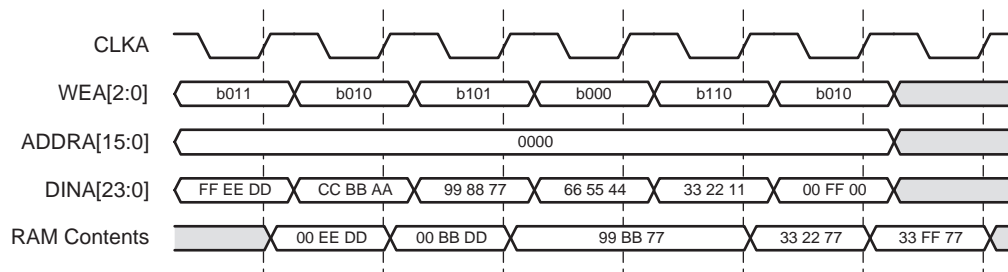 CLKA
WEA[2:0] b011 b010 b101 b000 b110 b010
ADDRA[15:0] 0000
DINA[23:0] FF EE DD CC BB AA 99 88 77 66 55 44 33 22 11 00 FF 00
RAM Contents 00 EE DD 00 BB DD 99 BB 77 33 22 77 33 FF 77